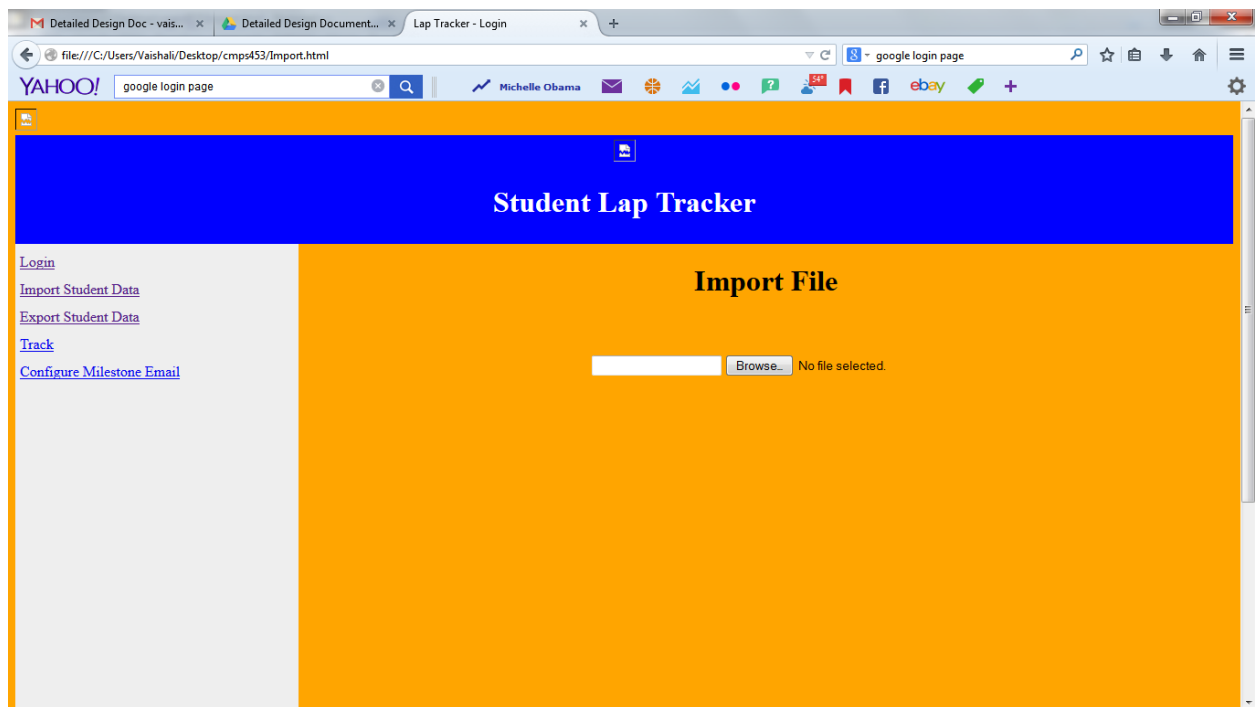 Detailed Design Doc - vais... × Detailed Design Document... × Lap Tracker - Login × +
file:///C:/Users/Vaishali/Desktop/cmps453/Import.html 8 google login page
YAHOO! google login page Michelle Obama 54° ebay +
Student Lap Tracker
Login
Import Student Data
Export Student Data
Track
Configure Milestone Email
Import File
Browse… No file selected.